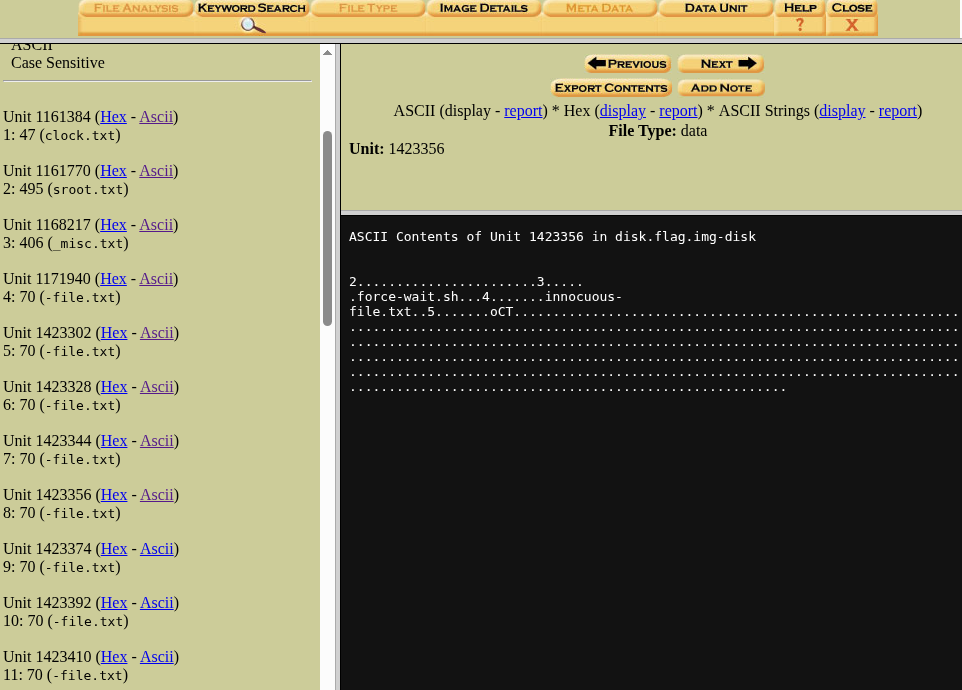 FILE ANALYSIS KEYWORD SEARCH FILE TYPE IMAGE DETAILS META DATA DATA UNIT HELP CLOSE
? X
ASCII
Case Sensitive
Unit 1161384 (Hex - Ascii)
1: 47 (clock.txt)
Unit 1161770 (Hex - Ascii)
2: 495 (sroot.txt)
Unit 1168217 (Hex - Ascii)
3: 406 (_misc.txt)
Unit 1171940 (Hex - Ascii)
4: 70 (-file.txt)
Unit 1423302 (Hex - Ascii)
5: 70 (-file.txt)
Unit 1423328 (Hex - Ascii)
6: 70 (-file.txt)
Unit 1423344 (Hex - Ascii)
7: 70 (-file.txt)
Unit 1423356 (Hex - Ascii)
8: 70 (-file.txt)
Unit 1423374 (Hex - Ascii)
9: 70 (-file.txt)
Unit 1423392 (Hex - Ascii)
10: 70 (-file.txt)
Unit 1423410 (Hex - Ascii)
11: 70 (-file.txt)
PREVIOUS NEXT
EXPORT CONTENTS ADD NOTE
ASCII (display - report) * Hex (display - report) * ASCII Strings (display - report)
File Type: data
Unit: 1423356
ASCII Contents of Unit 1423356 in disk.flag.img-disk
2.......................3.....
.force-wait.sh...4.......innocuous-
file.txt..5.......oCT.........................................................
..............................................................................
..............................................................................
..............................................................................
..............................................................................
........................................................